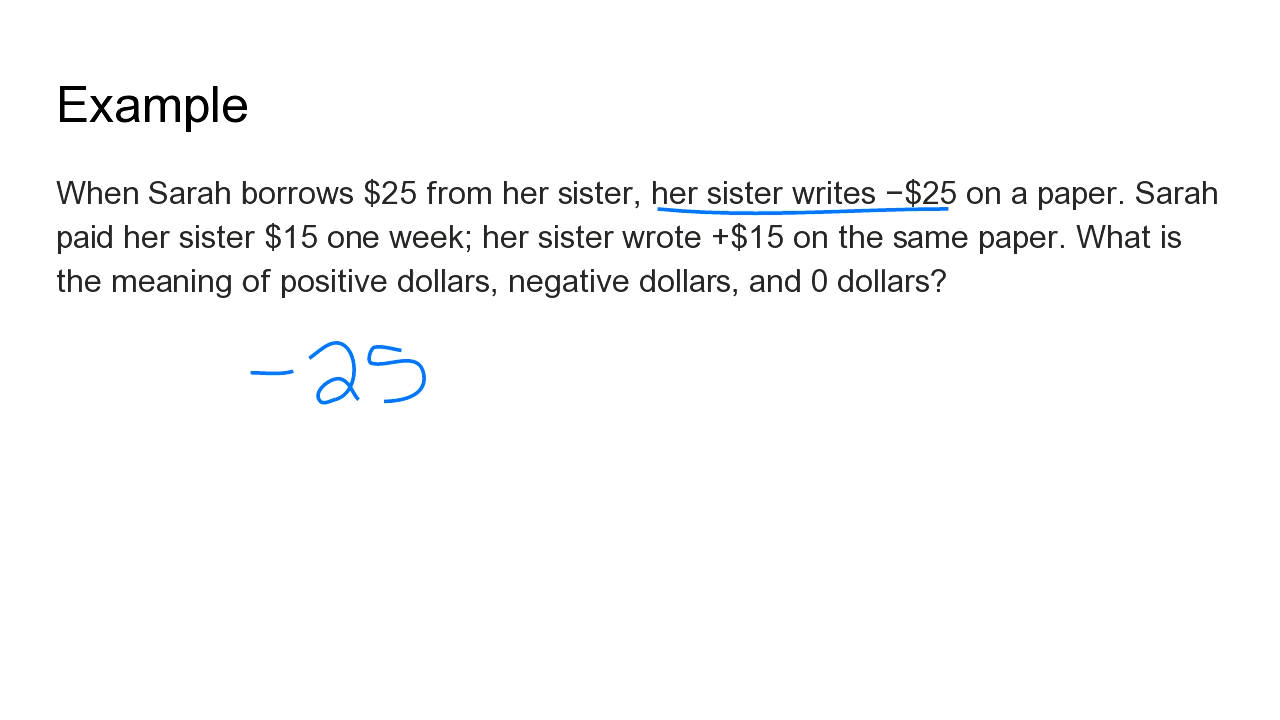 Example
When Sarah borrows $25 from her sister, her sister writes −$25 on a paper. Sarah
paid her sister $15 one week; her sister wrote +$15 on the same paper. What is
the meaning of positive dollars, negative dollars, and 0 dollars?
−25